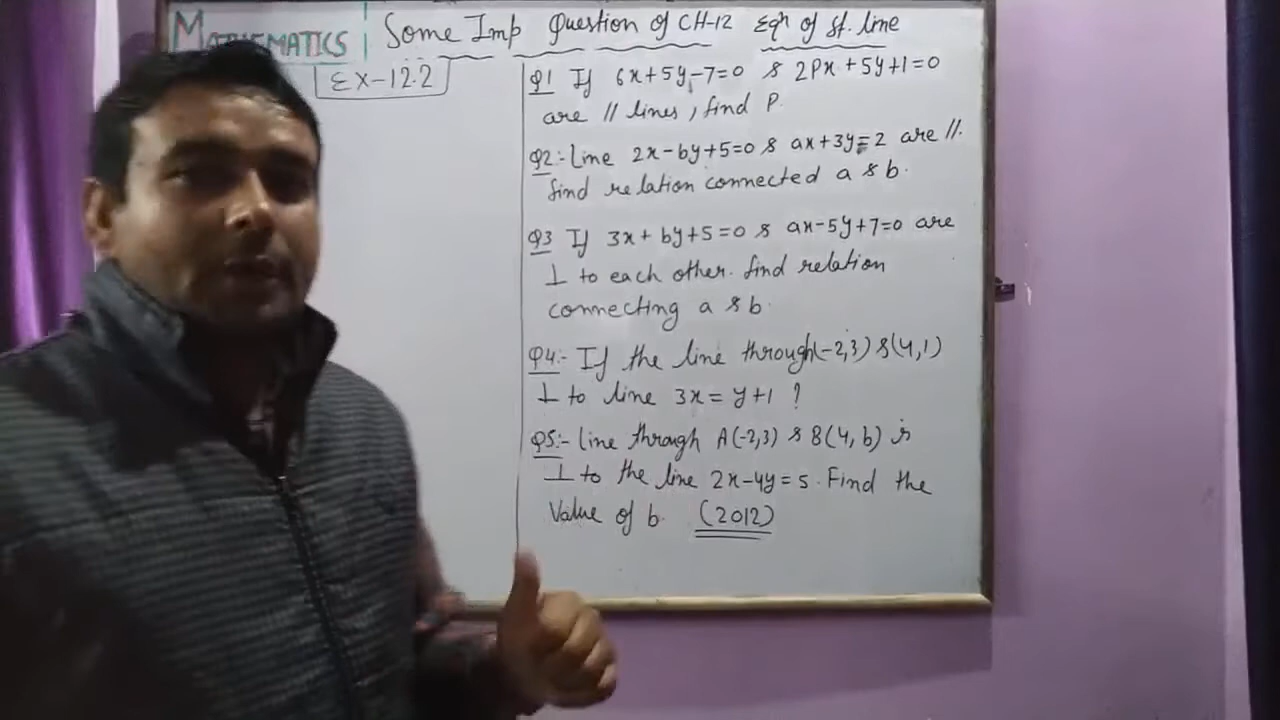 MATHEMATICS
Some Imp Question of CH-12 Eqn of St. line
Ex-12.2
Q1 If 6x+5y-7=0 & 2Px+5y+1=0
are // lines, find P.
Q2:- Line 2x-by+5=0 & ax+3y=2 are //.
find relation connected a & b.
Q3 If 3x+by+5=0 & ax-5y+7=0 are
⊥ to each other. find relation
connecting a & b.
Q4:- If the line through (-2,3) & (4,1)
⊥ to line 3x=y+1 ?
Q5:- line through A(-2,3) & B(4,b) is
⊥ to the line 2x-4y=5. Find the
Value of b. (2012)